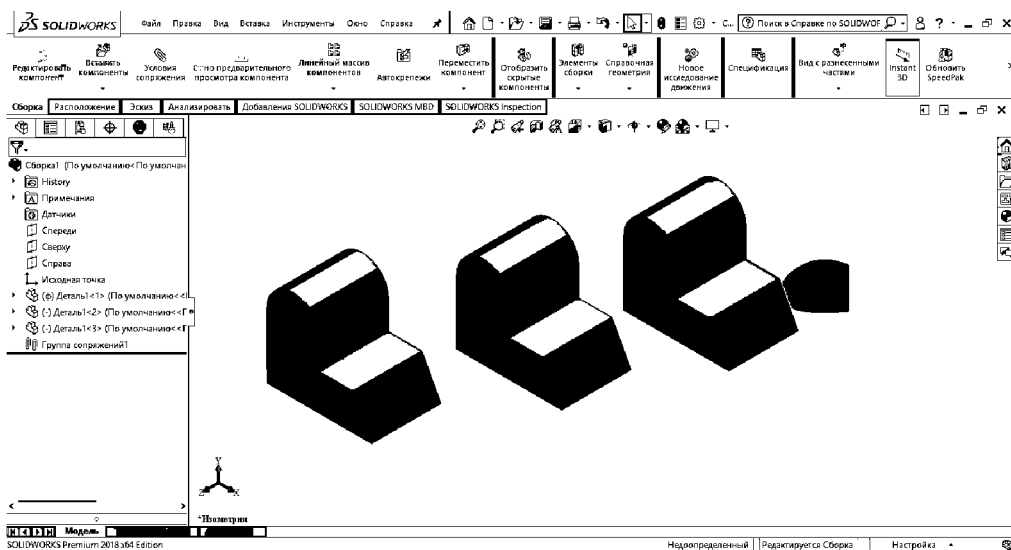 SOLIDWORKS Файл Правка Вид Вставка Инструменты Окно Справка С... Поиск в Справке по SOLIDWOF
Редактировать компонент
Вставить компоненты
Условия сопряжения
просмотра компонента
Линейный массив компонентов
Автокрепежи
Переместить компонент
Отобразить скрытые компоненты
Элементы сборки
Справочная геометрия
Новое исследование движения
Спецификация
Вид с разнесенными частями
Instant 3D
Обновить SpeedPak
Сборка Расположение Эскиз Анализировать Добавления SOLIDWORKS SOLIDWORKS MBD SOLIDWORKS Inspection
Сборка1 (По умолчанию<По умолчан
History
Примечания
Датчики
Спереди
Сверху
Справа
Исходная точка
(ф) Деталь1<1> (По умолчанию<<
(-) Деталь1<2> (По умолчанию<<Г
(-) Деталь1<3> (По умолчанию<<Г
Группа сопряжений1
Y
Z X
*Изометрия
Модель
SOLIDWORKS Premium 2018 x64 Edition Недоопределенный Редактируется Сборка Настройка